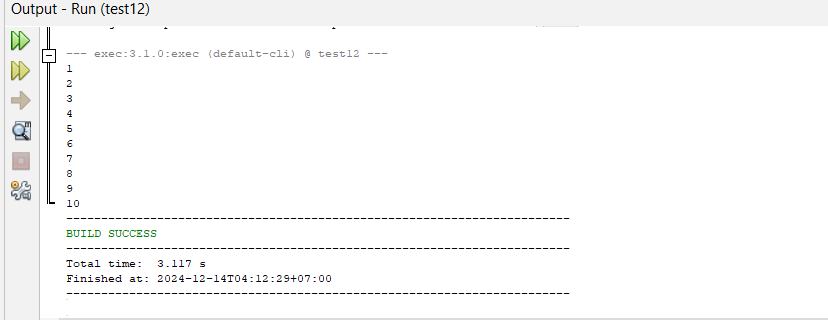 Output - Run (test12)
--- exec:3.1.0:exec (default-cli) @ test12 ---
1
2
3
4
5
6
7
8
9
10
------------------------------------------------------------------------
BUILD SUCCESS
------------------------------------------------------------------------
Total time:  3.117 s
Finished at: 2024-12-14T04:12:29+07:00
------------------------------------------------------------------------